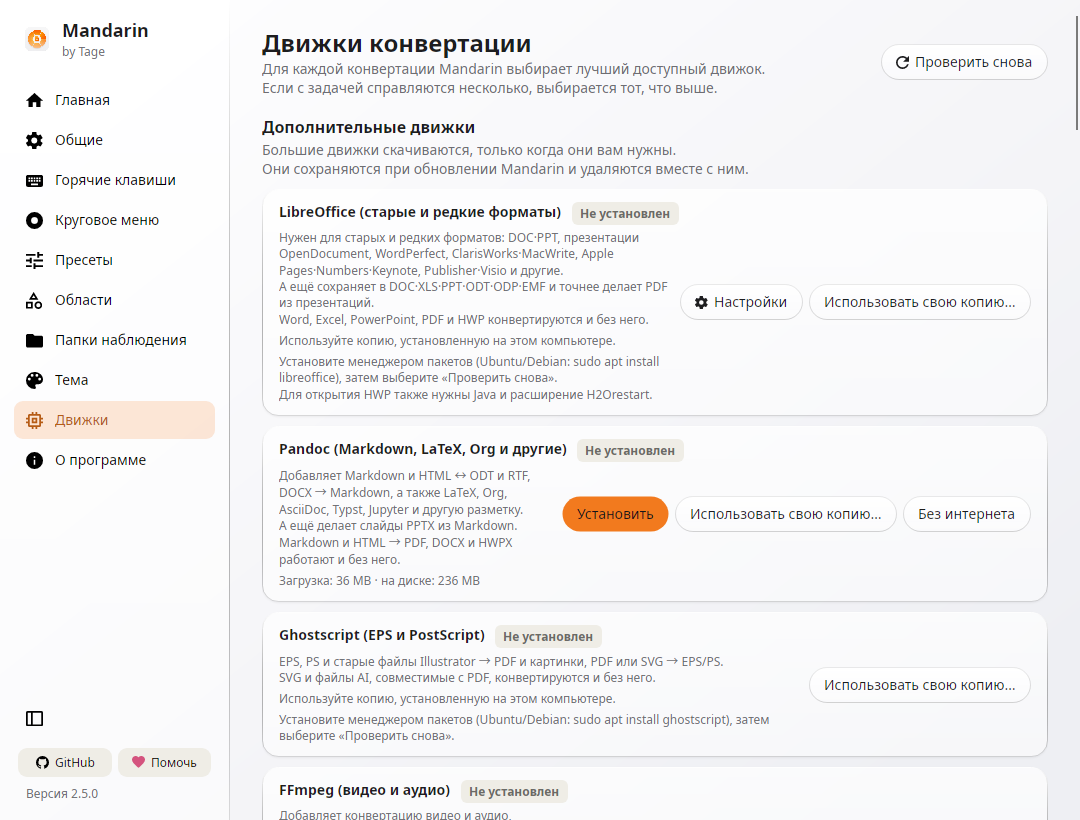 Mandarin
by Tage
Главная
Общие
Горячие клавиши
Круговое меню
Пресеты
Области
Папки наблюдения
Тема
Движки
О программе
GitHub
Помочь
Версия 2.5.0
Движки конвертации
Для каждой конвертации Mandarin выбирает лучший доступный движок.
Если с задачей справляются несколько, выбирается тот, что выше.
Проверить снова
Дополнительные движки
Большие движки скачиваются, только когда они вам нужны.
Они сохраняются при обновлении Mandarin и удаляются вместе с ним.
LibreOffice (старые и редкие форматы)
Не установлен
Нужен для старых и редких форматов: DOC·PPT, презентации
OpenDocument, WordPerfect, ClarisWorks·MacWrite, Apple
Pages·Numbers·Keynote, Publisher·Visio и другие.
А ещё сохраняет в DOC·XLS·PPT·ODT·ODP·EMF и точнее делает PDF
из презентаций.
Word, Excel, PowerPoint, PDF и HWP конвертируются и без него.
Используйте копию, установленную на этом компьютере.
Установите менеджером пакетов (Ubuntu/Debian: sudo apt install
libreoffice), затем выберите «Проверить снова».
Для открытия HWP также нужны Java и расширение H2Orestart.
Настройки
Использовать свою копию...
Pandoc (Markdown, LaTeX, Org и другие)
Не установлен
Добавляет Markdown и HTML ↔ ODT и RTF,
DOCX → Markdown, а также LaTeX, Org,
AsciiDoc, Typst, Jupyter и другую разметку.
А ещё делает слайды PPTX из Markdown.
Markdown и HTML → PDF, DOCX и HWPX
работают и без него.
Загрузка: 36 MB · на диске: 236 MB
Установить
Использовать свою копию...
Без интернета
Ghostscript (EPS и PostScript)
Не установлен
EPS, PS и старые файлы Illustrator → PDF и картинки, PDF или SVG → EPS/PS.
SVG и файлы AI, совместимые с PDF, конвертируются и без него.
Используйте копию, установленную на этом компьютере.
Установите менеджером пакетов (Ubuntu/Debian: sudo apt install ghostscript), затем
выберите «Проверить снова».
Использовать свою копию...
FFmpeg (видео и аудио)
Не установлен
Добавляет конвертацию видео и аудио.